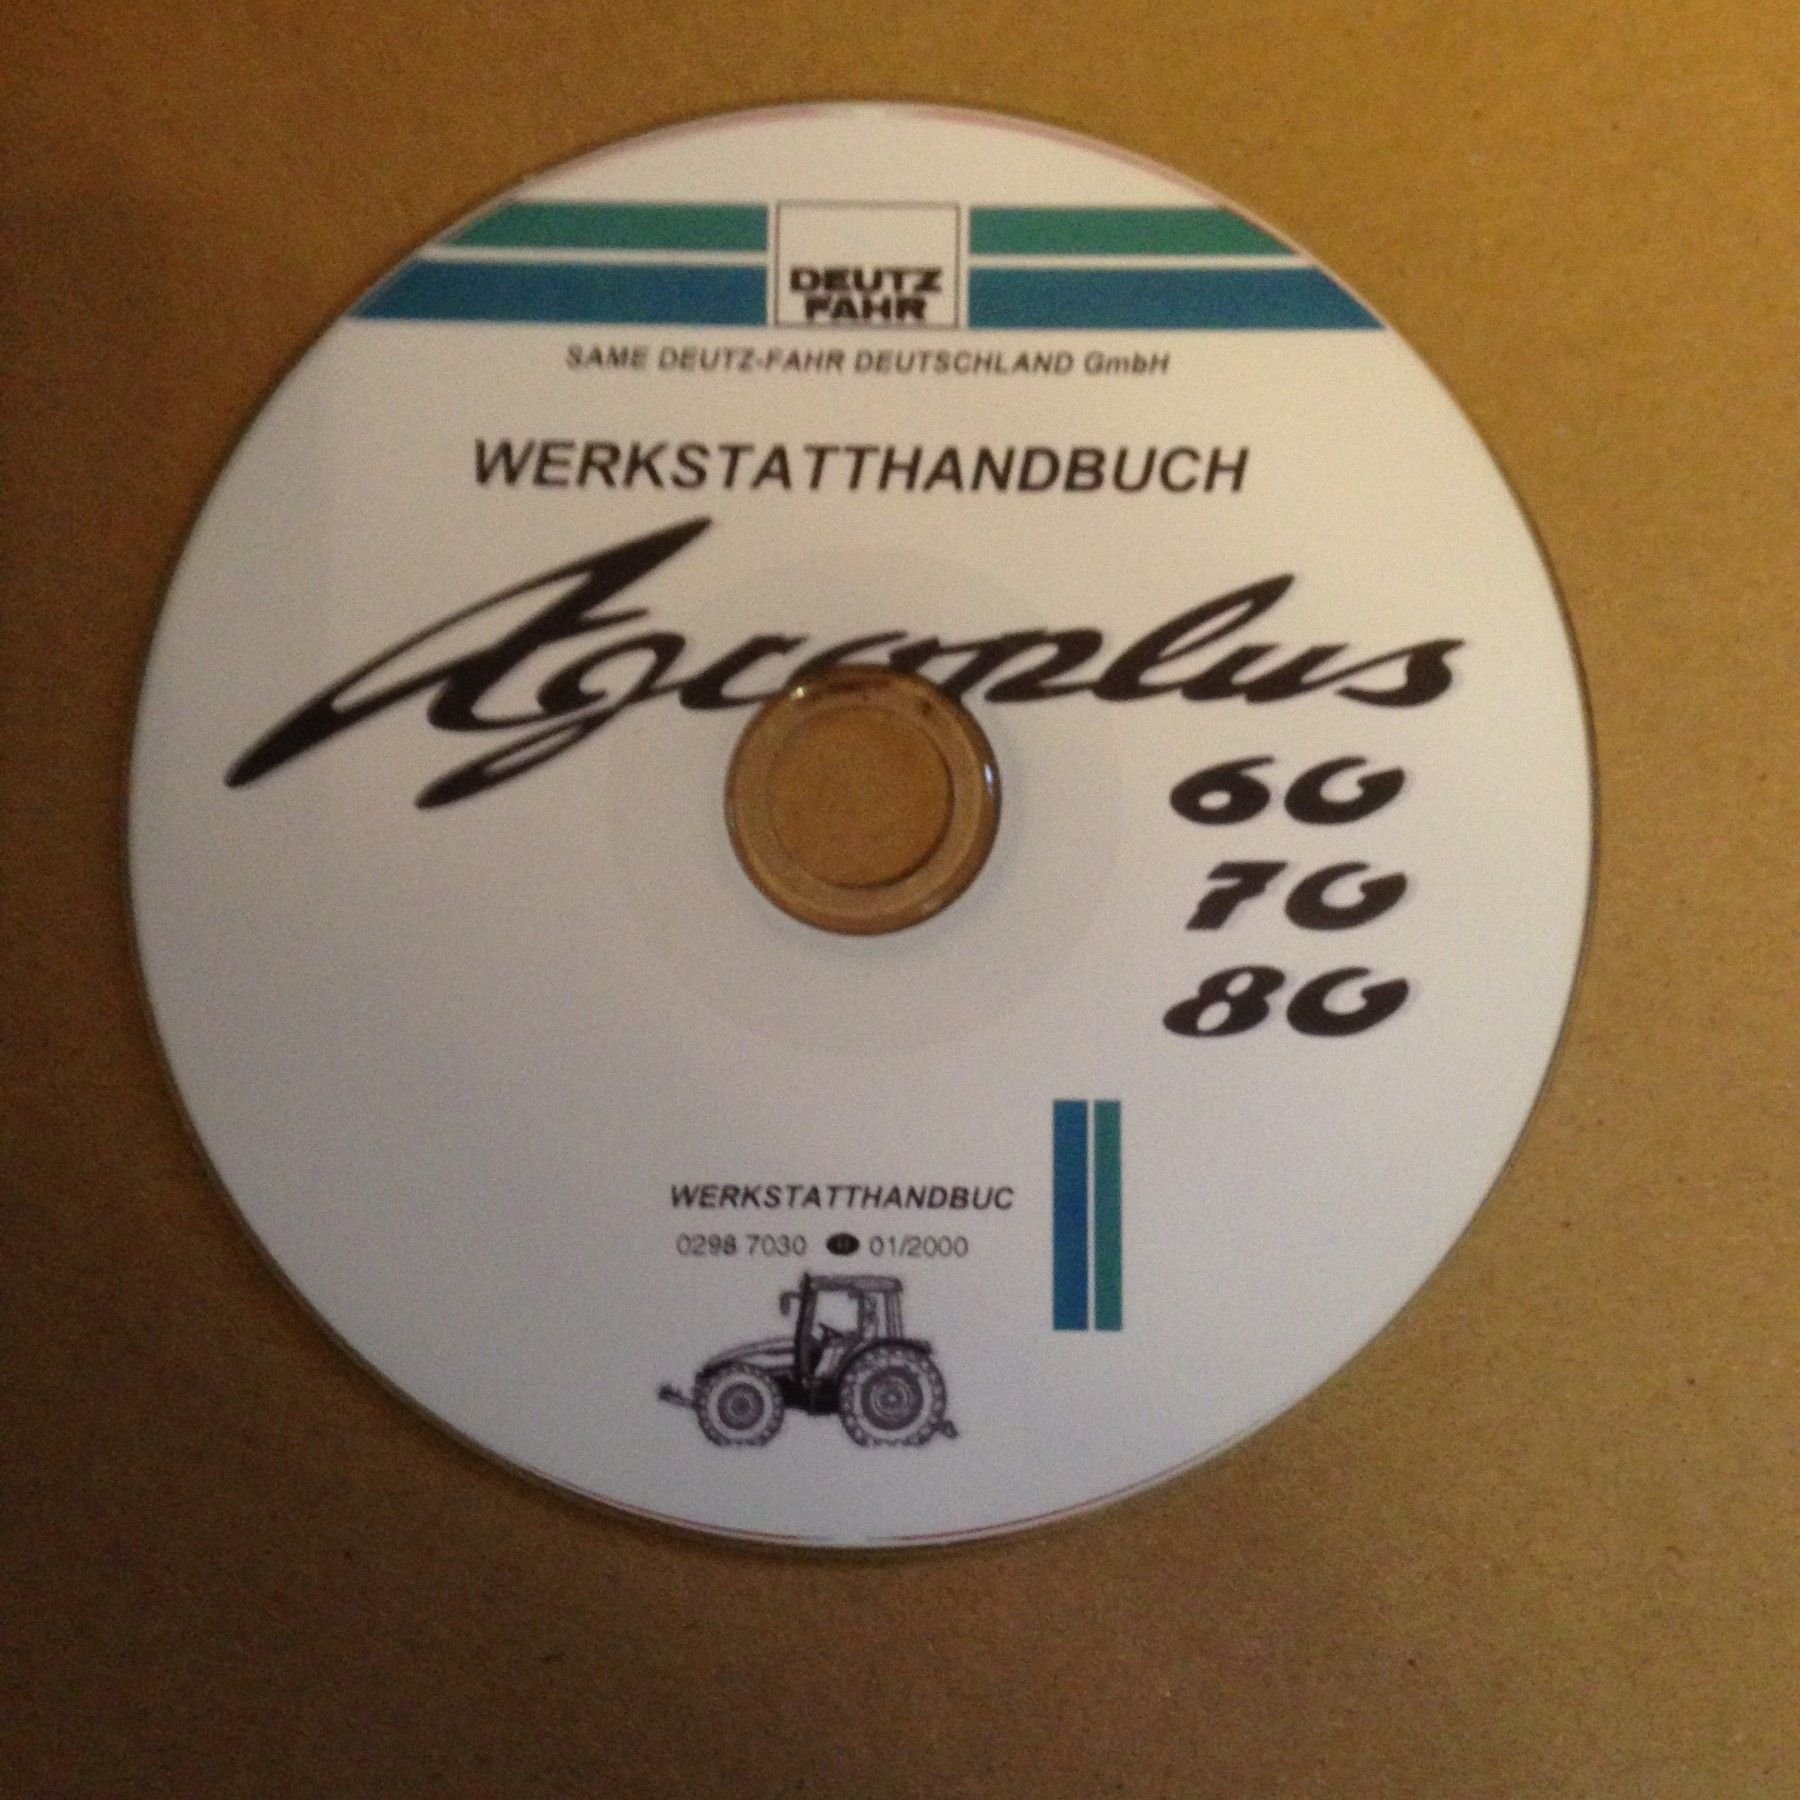 DEUTZ
FAHR
SAME DEUTZ-FAHR DEUTSCHLAND GmbH
WERKSTATTHANDBUCH
Agroplus
60
70
80
WERKSTATTHANDBUC
0298 7030 01/2000